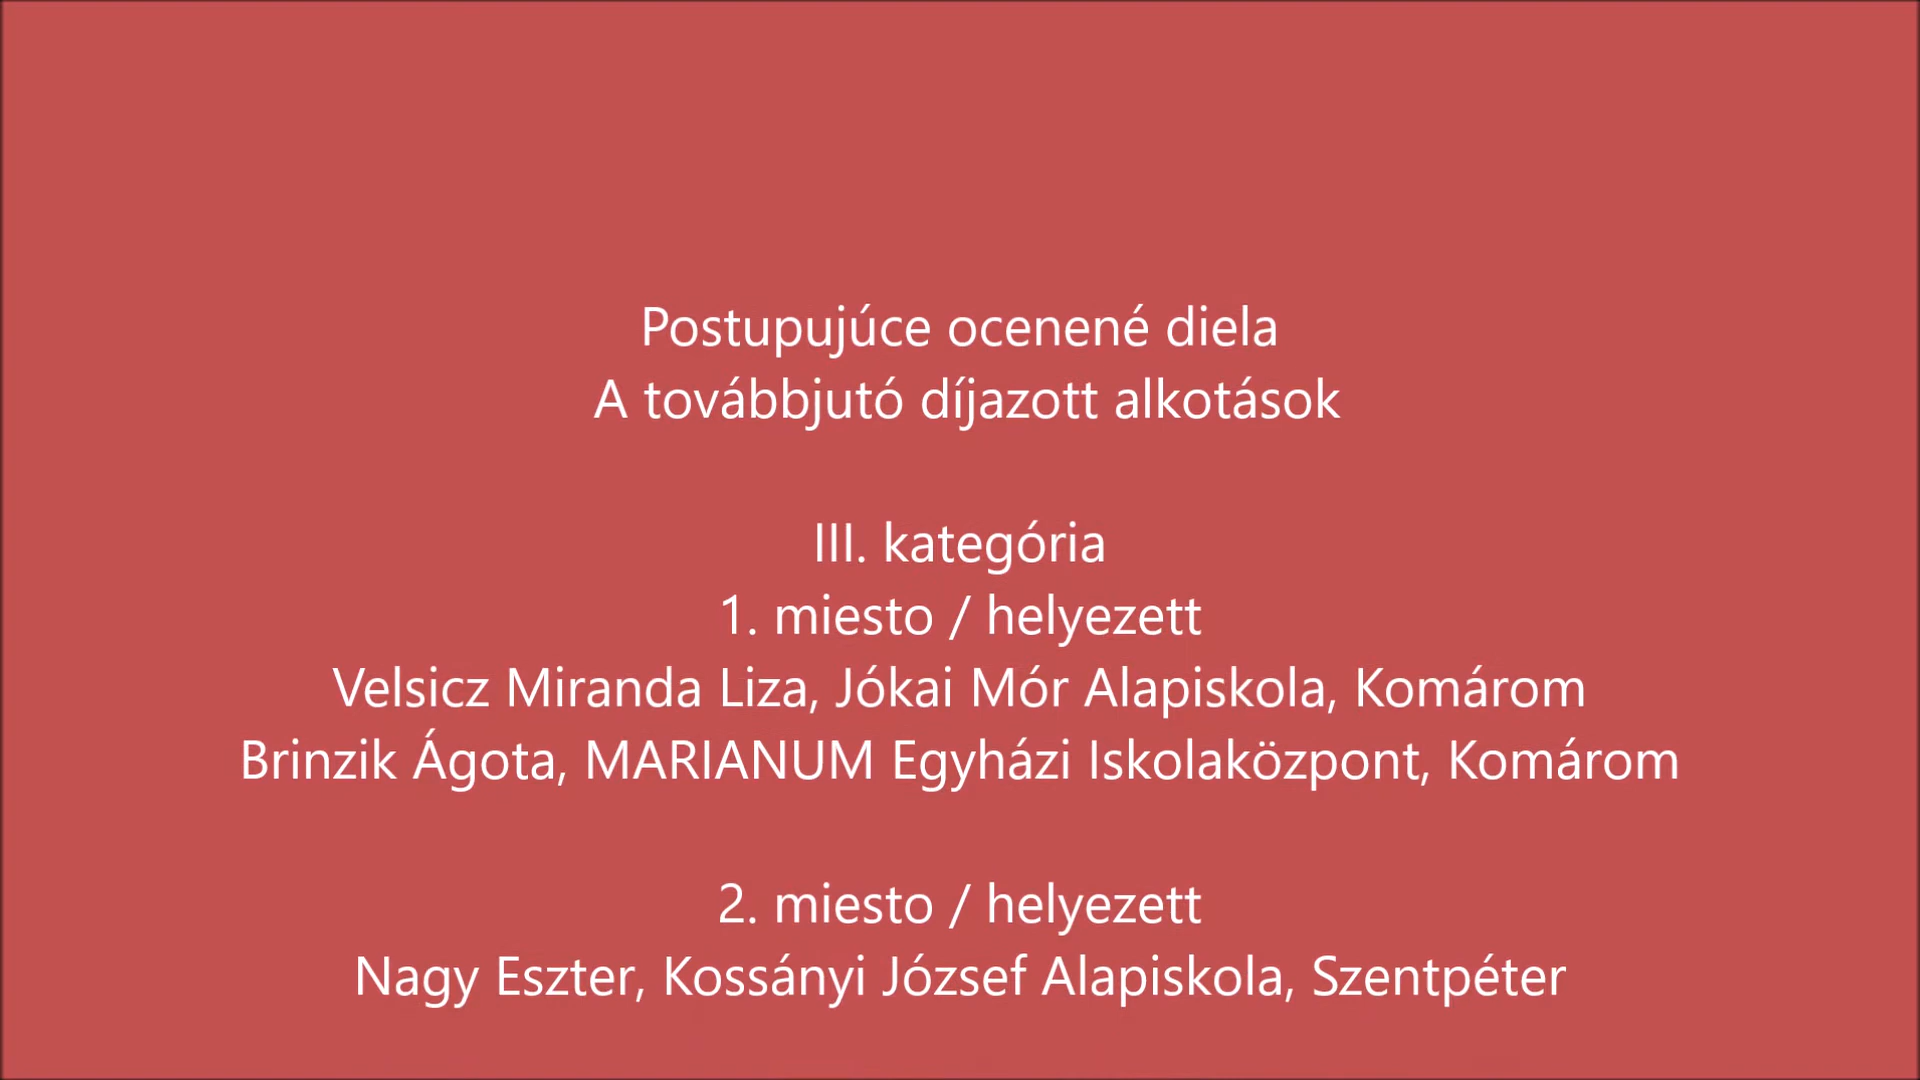 Postupujúce ocenené diela
A továbbjutó díjazott alkotások
III. kategória
1. miesto / helyezett
Velsicz Miranda Liza, Jókai Mór Alapiskola, Komárom
Brinzik Ágota, MARIANUM Egyházi Iskolaközpont, Komárom
2. miesto / helyezett
Nagy Eszter, Kossányi József Alapiskola, Szentpéter